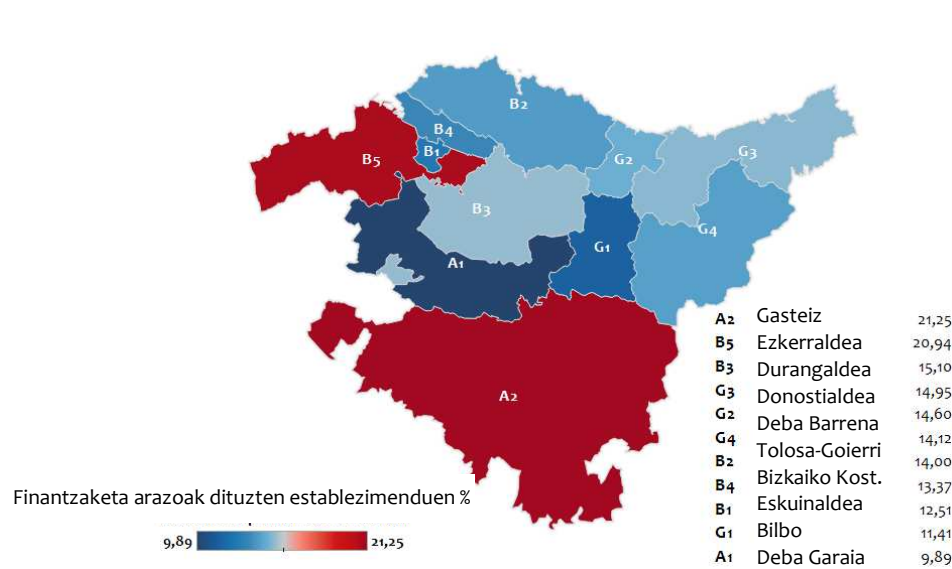 B2
B4
B1
B5
G2
G3
B3
G4
G1
A1
A2
A2 Gasteiz 21,25
B5 Ezkerraldea 20,94
B3 Durangaldea 15,10
G3 Donostialdea 14,95
G2 Deba Barrena 14,60
G4 14,12
B2 Tolosa-Goierri 14,00
B4 Bizkaiko Kost. 13,37
B1 Eskuinaldea 12,51
G1 Bilbo 11,41
A1 Deba Garaia 9,89
Finantzaketa arazoak dituzten establezimenduen %
9,89 21,25